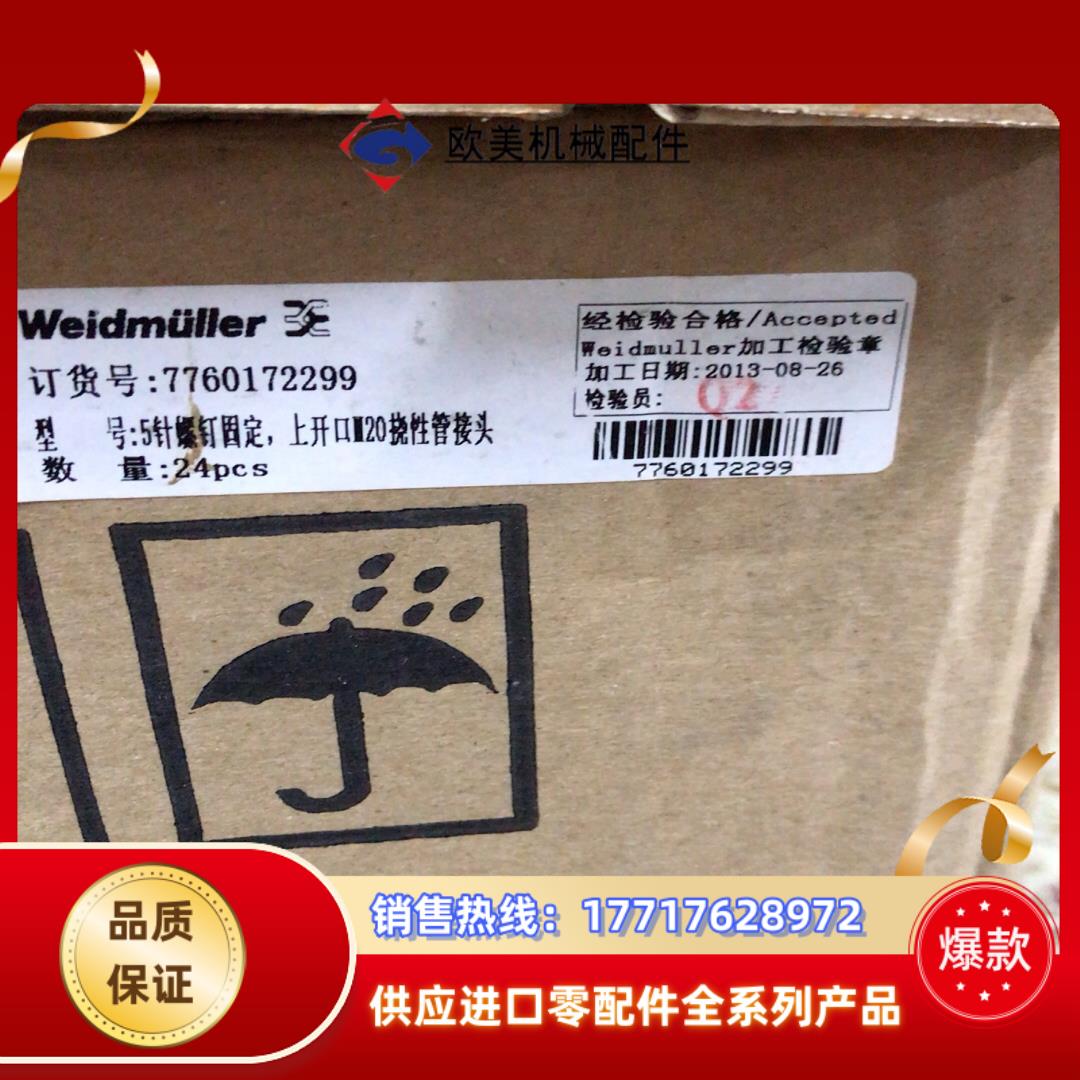 欧美机械配件
Weidmüller
订货号:7760172299
型 号:5针螺钉固定，上开口M20挠性管接头
数 量:24pcs
经检验合格/Accepted
Weidmuller加工检验章
加工日期:2013-08-26
检验员: Q2
7760172299
品质
保证
销售热线：17717628972
供应进口零配件全系列产品
爆款